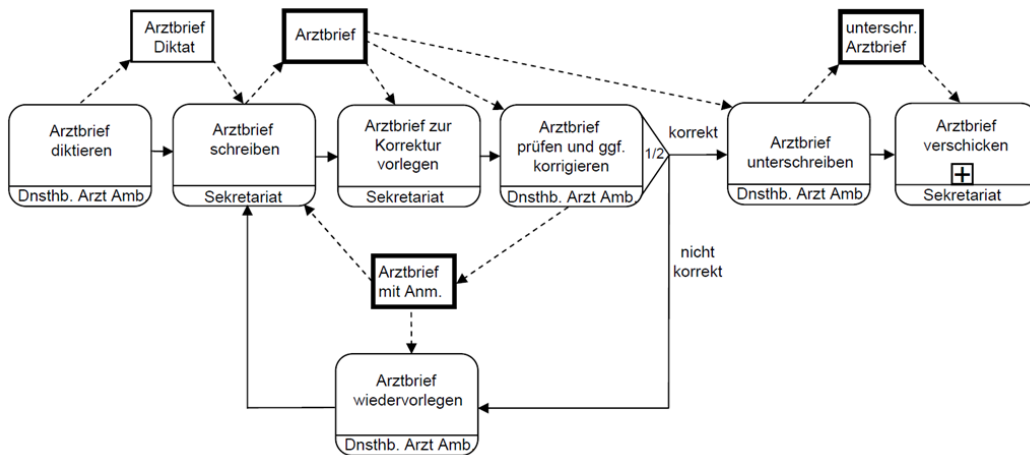 Arztbrief
Diktat
Arztbrief
unterschr.
Arztbrief
Arztbrief
diktieren
Dnsthb. Arzt Amb
Arztbrief
schreiben
Sekretariat
Arztbrief zur
Korrektur
vorlegen
Sekretariat
Arztbrief
prüfen und ggf.
korrigieren
Dnsthb. Arzt Amb.
1/2
korrekt
Arztbrief
unterschreiben
Dnsthb. Arzt Amb
Arztbrief
verschicken
Sekretariat
nicht
korrekt
Arztbrief
mit Anm.
Arztbrief
wiedervorlegen
Dnsthb. Arzt Amb